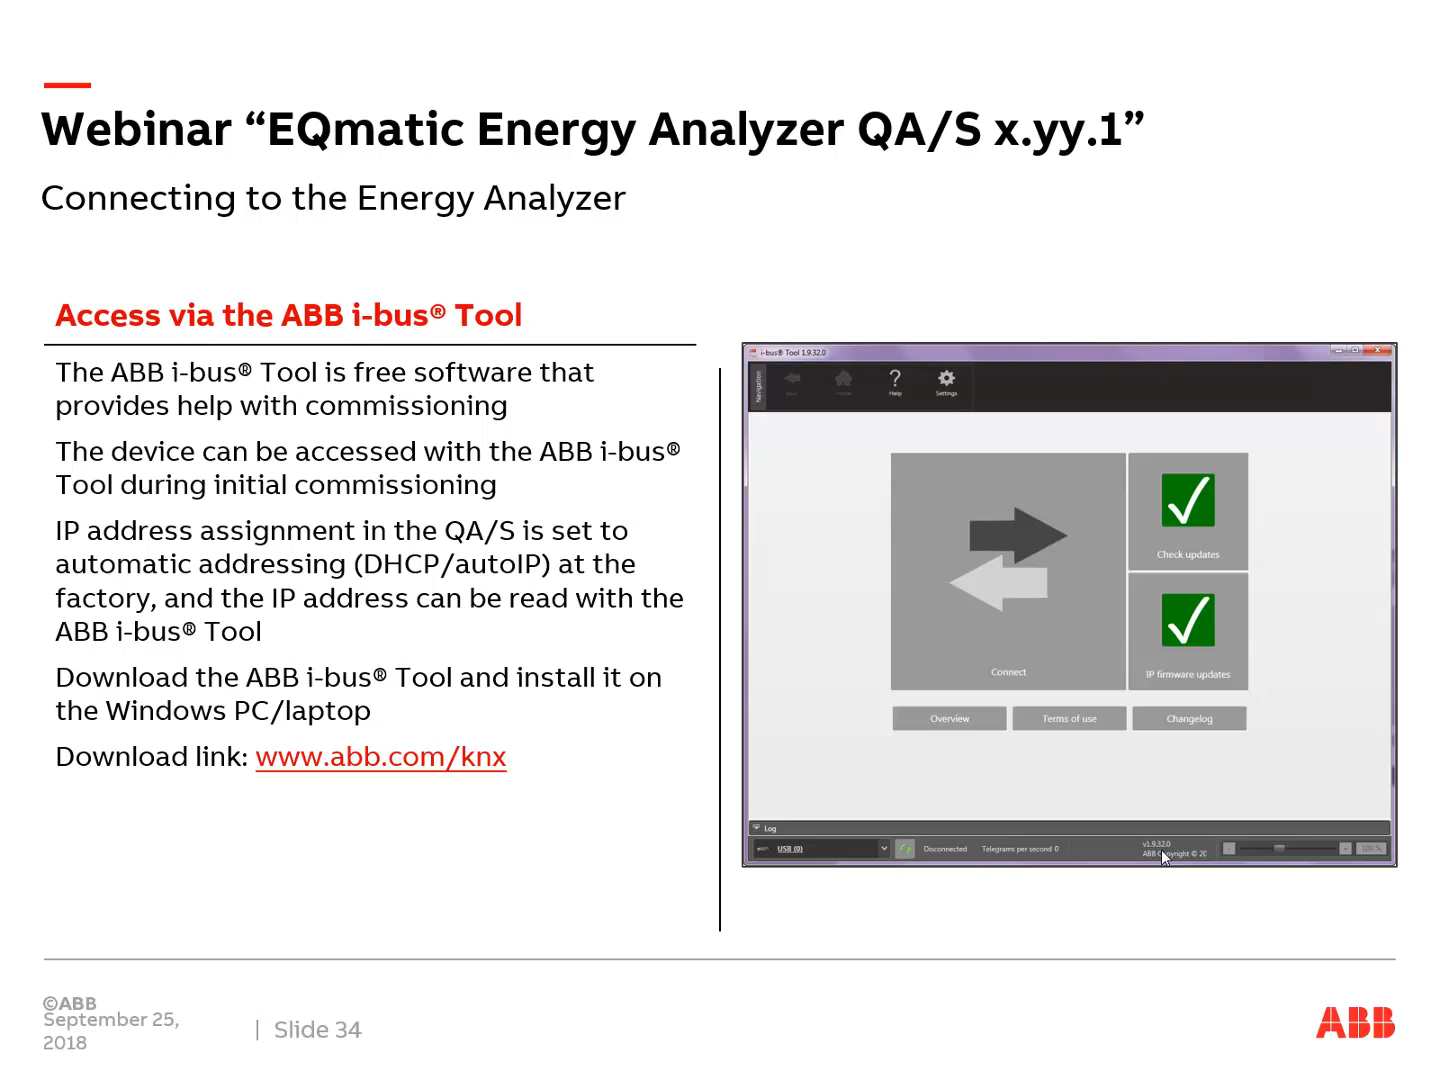 Webinar “EQmatic Energy Analyzer QA/S x.yy.1”
Connecting to the Energy Analyzer
Access via the ABB i-bus® Tool
The ABB i-bus® Tool is free software that
provides help with commissioning
The device can be accessed with the ABB i-bus®
Tool during initial commissioning
IP address assignment in the QA/S is set to
automatic addressing (DHCP/autoIP) at the
factory, and the IP address can be read with the
ABB i-bus® Tool
Download the ABB i-bus® Tool and install it on
the Windows PC/laptop
Download link: www.abb.com/knx
i-bus® Tool 1.9.32.0
Navigation
Help
Settings
Connect
Check updates
IP firmware updates
Overview
Terms of use
Changelog
Log
USB (0)
Disconnected
Telegrams per second 0
v1.9.32.0
ABB Copyright © 20
100 %
©ABB
September 25,
2018
| Slide 34
ABB